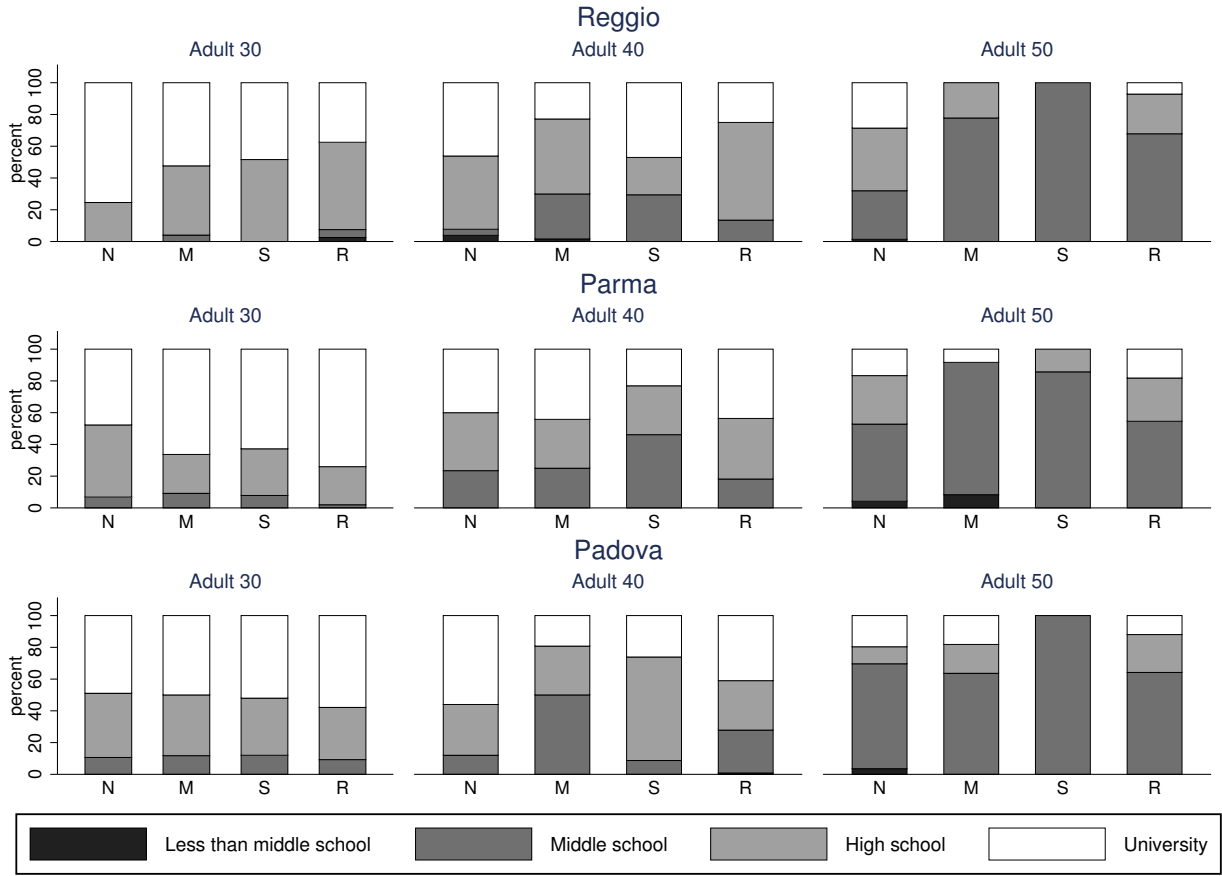 Reggio
Adult 30 Adult 40 Adult 50
percent
0 20 40 60 80 100
N M S R N M S R N M S R
Parma
Adult 30 Adult 40 Adult 50
percent
0 20 40 60 80 100
N M S R N M S R N M S R
Padova
Adult 30 Adult 40 Adult 50
percent
0 20 40 60 80 100
N M S R N M S R N M S R
Less than middle school Middle school High school University